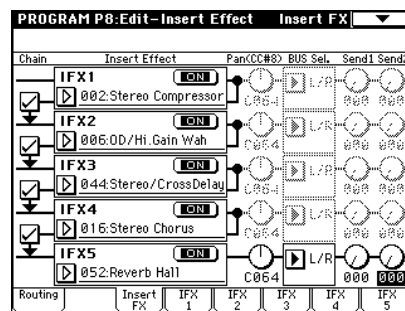 PROGRAM P8:Edit-Insert Effect Insert FX
Chain Insert Effect Pan(CC#8) BUS Sel. Send1 Send2
IFX1 ON
002:Stereo Compressor C064 L/R 000 000
IFX2 ON
006:OD/Hi.Gain Wah C064 L/R 000 000
IFX3 ON
044:Stereo/CrossDelay C064 L/R 000 000
IFX4 ON
016:Stereo Chorus C064 L/R 000 000
IFX5 ON
052:Reverb Hall C064 L/R 000 000
Routing Insert FX IFX 1 IFX 2 IFX 3 IFX 4 IFX 5